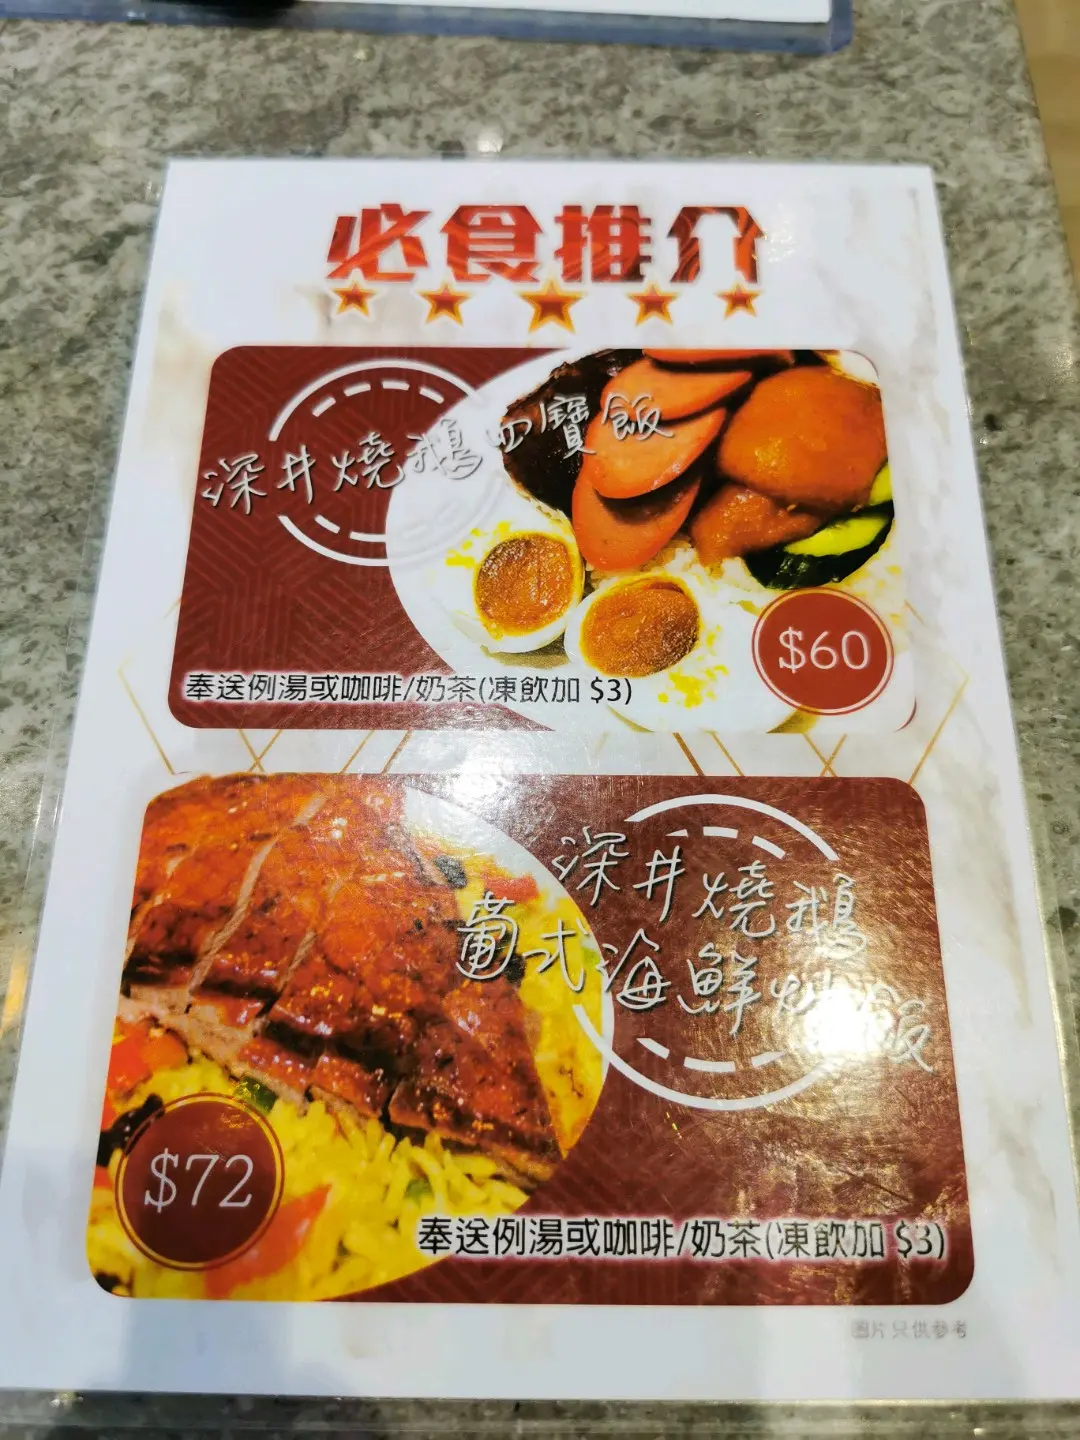 必食推介
深井燒鵝四寶飯
$60
奉送例湯或咖啡/奶茶(凍飲加 $3)
深井燒鵝
葡式海鮮炒飯
$72
奉送例湯或咖啡/奶茶(凍飲加 $3)
圖片只供參考